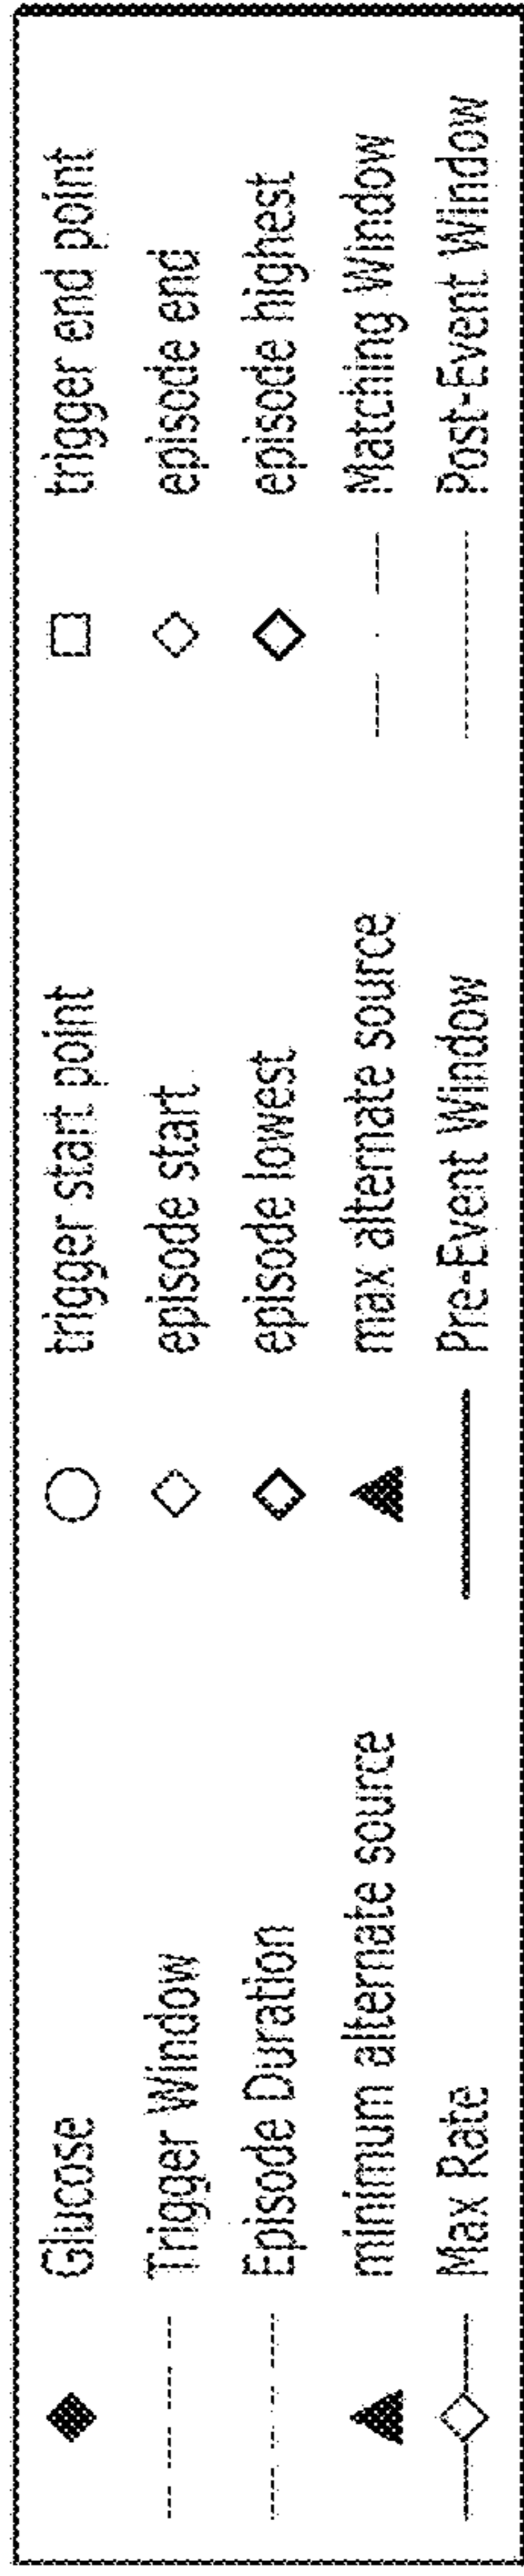 Glucose
trigger start point
trigger end point
Trigger Window
episode start
episode end
Episode Duration
episode lowest
episode highest
minimum alternate source
max alternate source
Matching Window
Max Rate
Pre-Event Window
Post-Event Window